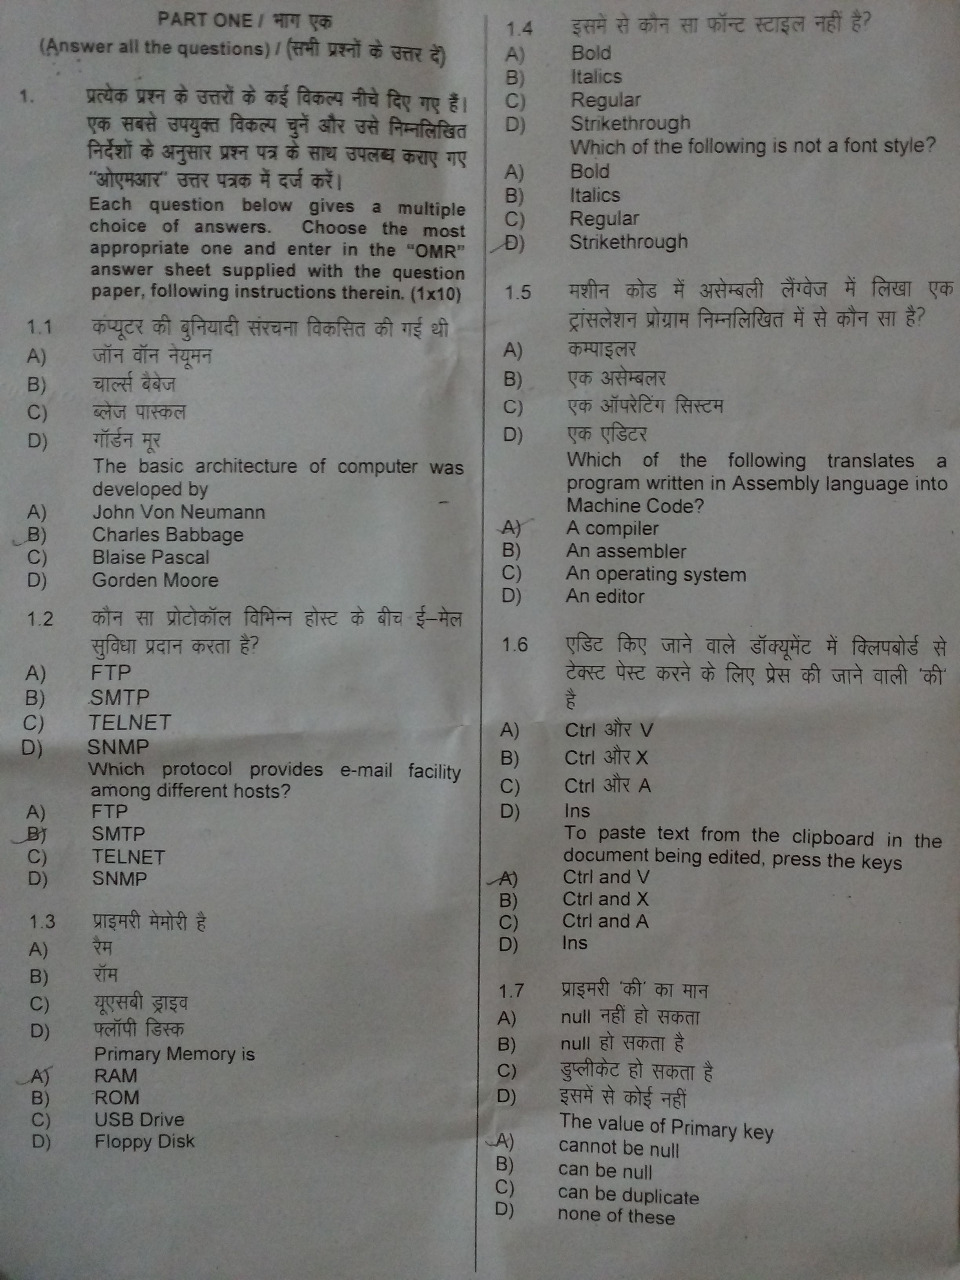 PART ONE / भाग एक
(Answer all the questions) / (सभी प्रश्नों के उत्तर दें)
1. प्रत्येक प्रश्न के उत्तरों के कई विकल्प नीचे दिए गए हैं।
एक सबसे उपयुक्त विकल्प चुनें और उसे निम्नलिखित
निर्देशों के अनुसार प्रश्न पत्र के साथ उपलब्ध कराए गए
"ओएमआर" उत्तर पत्रक में दर्ज करें।
Each question below gives a multiple
choice of answers. Choose the most
appropriate one and enter in the "OMR"
answer sheet supplied with the question
paper, following instructions therein. (1x10)
1.1 कंप्यूटर की बुनियादी संरचना विकसित की गई थी
A) जॉन वॉन नेयूमन
B) चार्ल्स बैबेज
C) ब्लेज पास्कल
D) गॉर्डन मूर
The basic architecture of computer was
developed by
A) John Von Neumann
B) Charles Babbage
C) Blaise Pascal
D) Gorden Moore
1.2 कौन सा प्रोटोकॉल विभिन्न होस्ट के बीच ई-मेल
सुविधा प्रदान करता है?
A) FTP
B) SMTP
C) TELNET
D) SNMP
Which protocol provides e-mail facility
among different hosts?
A) FTP
B) SMTP
C) TELNET
D) SNMP
1.3 प्राइमरी मेमोरी है
A) रैम
B) रॉम
C) यूएसबी ड्राइव
D) फ्लॉपी डिस्क
Primary Memory is
A) RAM
B) ROM
C) USB Drive
D) Floppy Disk
1.4 इसमें से कौन सा फॉन्ट स्टाइल नहीं है?
A) Bold
B) Italics
C) Regular
D) Strikethrough
Which of the following is not a font style?
A) Bold
B) Italics
C) Regular
D) Strikethrough
1.5 मशीन कोड में असेम्बली लैंग्वेज में लिखा एक
ट्रांसलेशन प्रोग्राम निम्नलिखित में से कौन सा है?
A) कम्पाइलर
B) एक असेम्बलर
C) एक ऑपरेटिंग सिस्टम
D) एक एडिटर
Which of the following translates a
program written in Assembly language into
Machine Code?
A) A compiler
B) An assembler
C) An operating system
D) An editor
1.6 एडिट किए जाने वाले डॉक्यूमेंट में क्लिपबोर्ड से
टेक्स्ट पेस्ट करने के लिए प्रेस की जाने वाली 'की'
है
A) Ctrl और V
B) Ctrl और X
C) Ctrl और A
D) Ins
To paste text from the clipboard in the
document being edited, press the keys
A) Ctrl and V
B) Ctrl and X
C) Ctrl and A
D) Ins
1.7 प्राइमरी 'की' का मान
A) null नहीं हो सकता
B) null हो सकता है
C) डुप्लीकेट हो सकता है
D) इसमें से कोई नहीं
The value of Primary key
A) cannot be null
B) can be null
C) can be duplicate
D) none of these